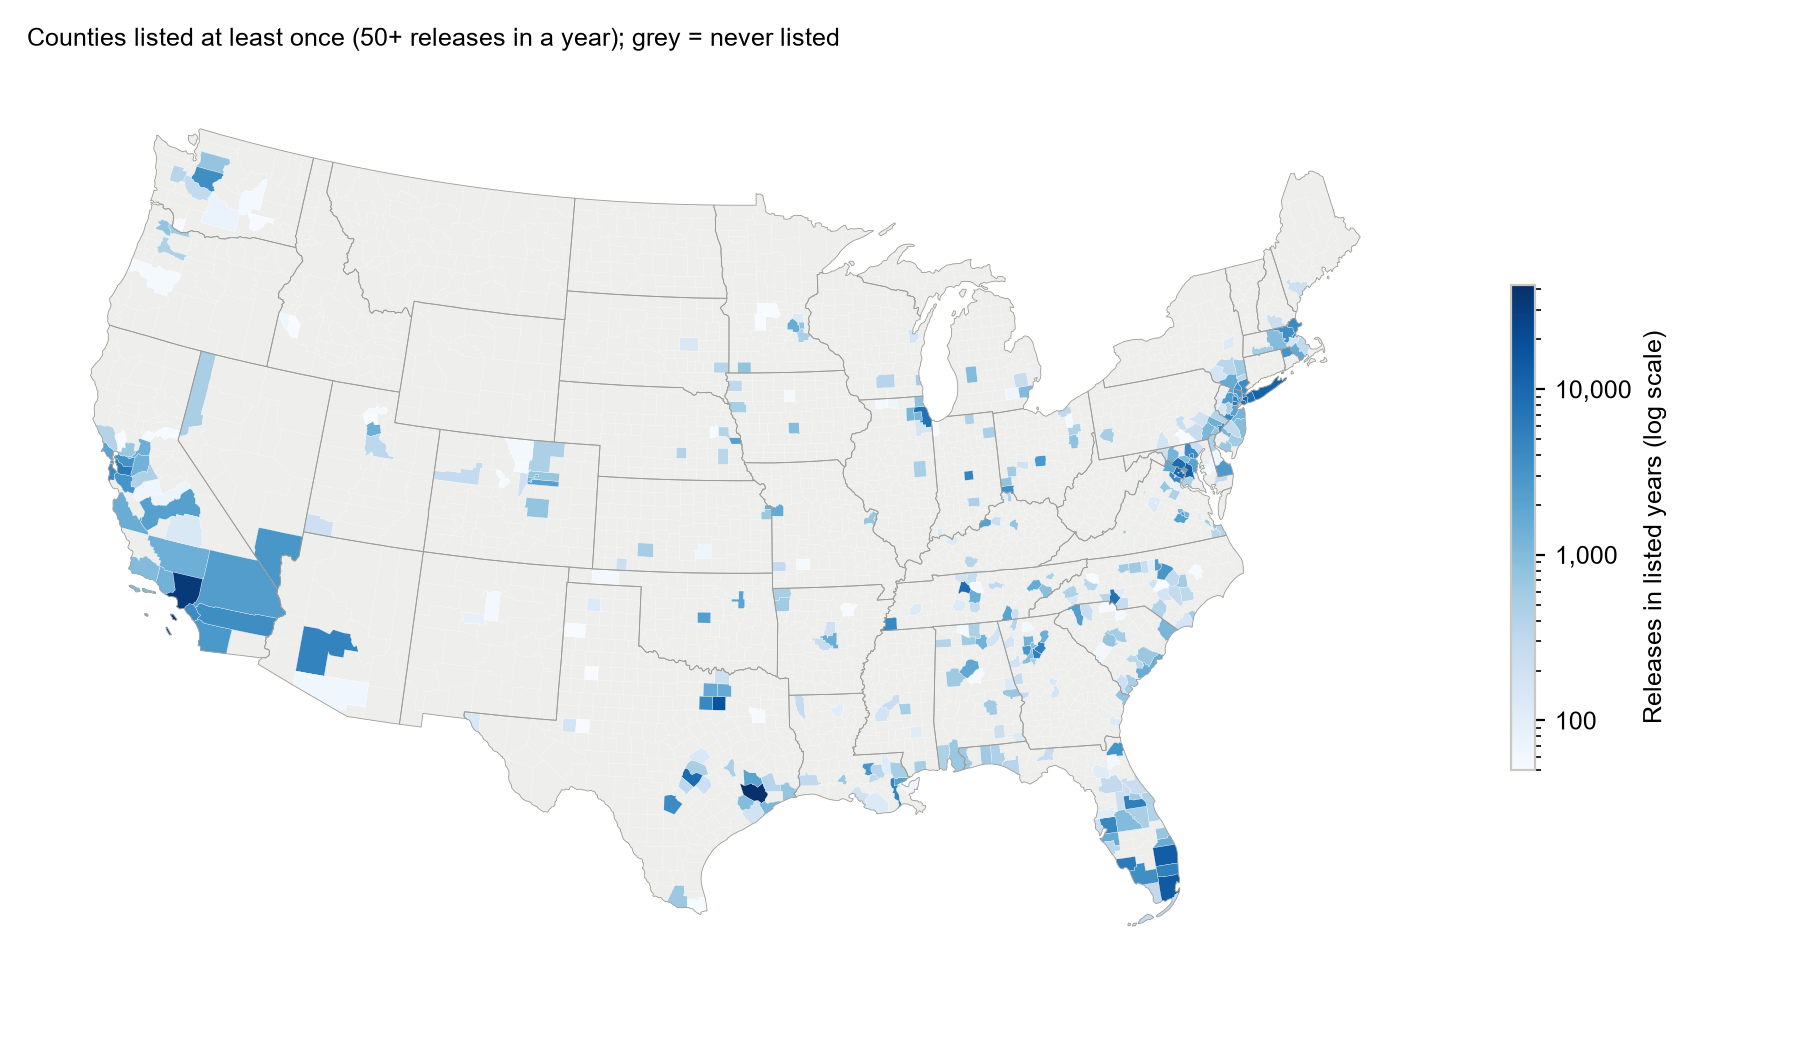 Counties listed at least once (50+ releases in a year); grey = never listed
10,000
1,000
100
Releases in listed years (log scale)